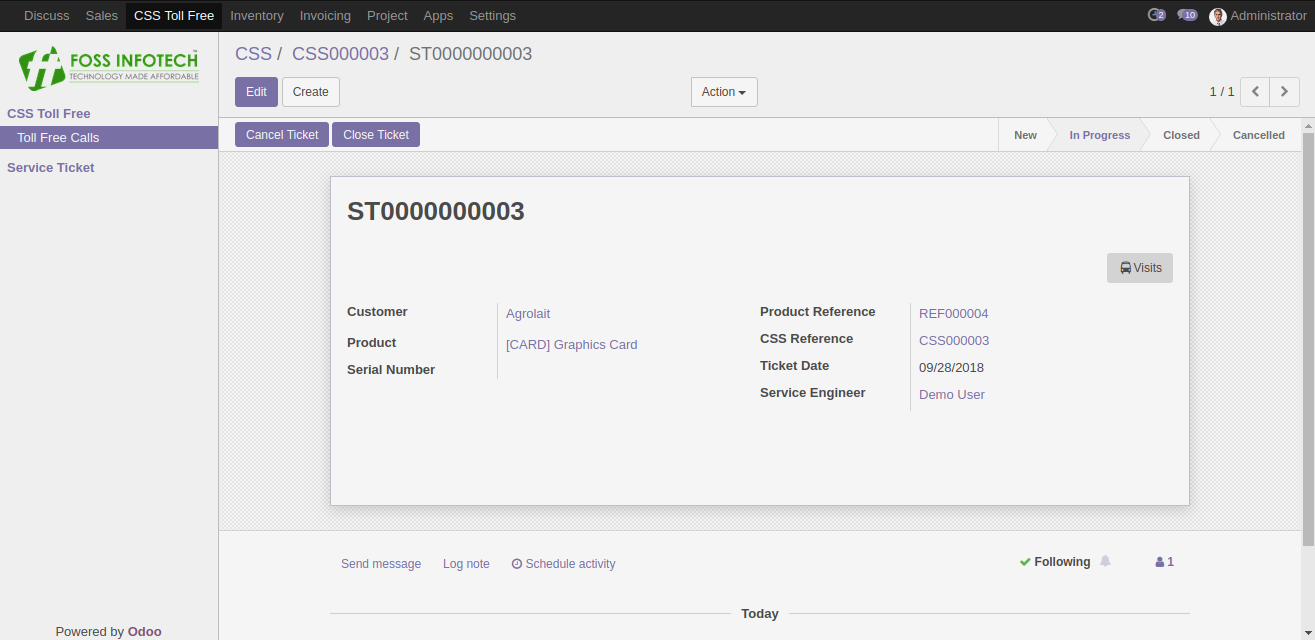 Discuss Sales CSS Toll Free Inventory Invoicing Project Apps Settings 2 10 Administrator
FOSS INFOTECH™
TECHNOLOGY MADE AFFORDABLE
CSS Toll Free
Toll Free Calls
Service Ticket
Powered by Odoo
CSS / CSS000003 / ST0000000003
Edit Create Action 1 / 1
Cancel Ticket Close Ticket New In Progress Closed Cancelled
ST0000000003
Visits
Customer Agrolait
Product [CARD] Graphics Card
Serial Number
Product Reference REF000004
CSS Reference CSS000003
Ticket Date 09/28/2018
Service Engineer Demo User
Send message Log note Schedule activity Following 1
Today